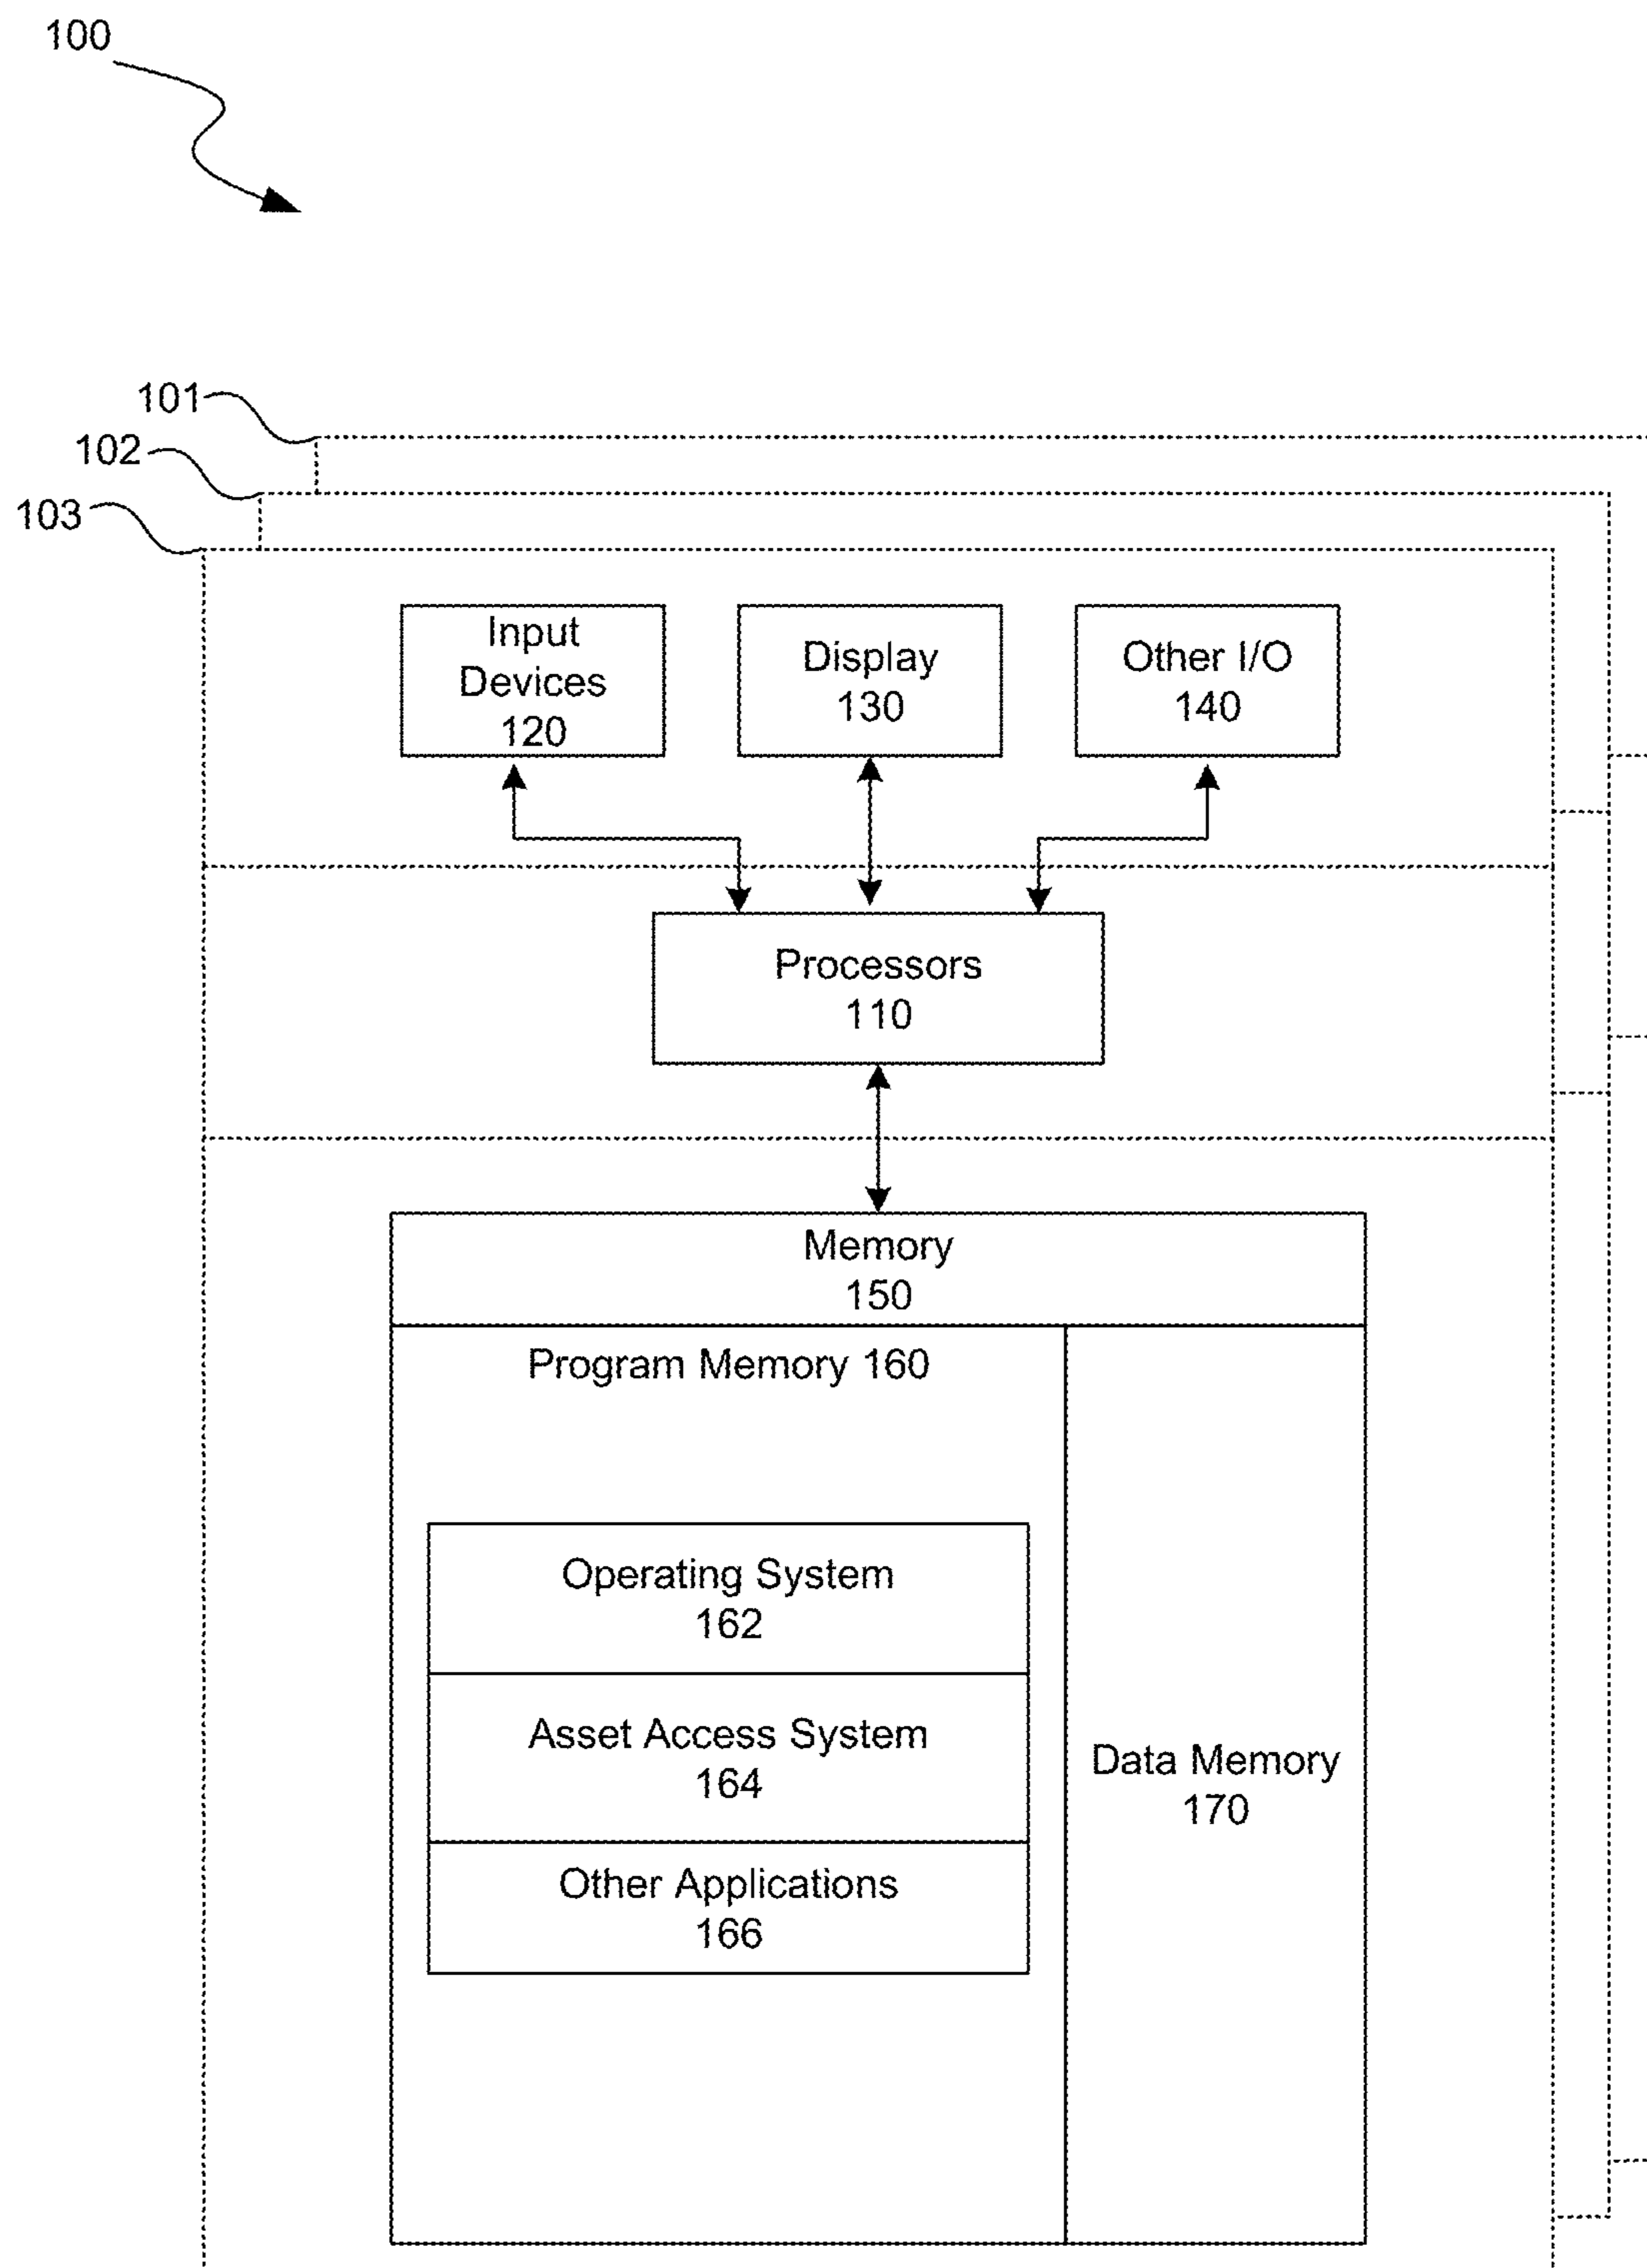 100
101
102
103
Input
Devices
120
Display
130
Other I/O
140
Processors
110
Memory
150
Program Memory 160
Operating System
162
Asset Access System
164
Other Applications
166
Data Memory
170